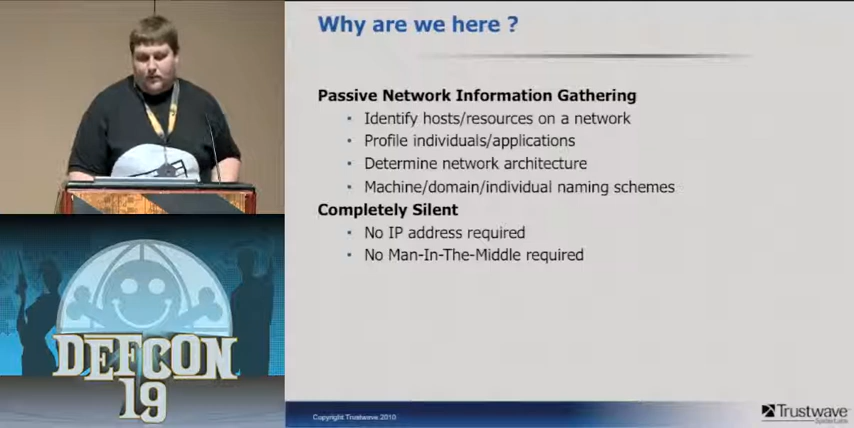 Why are we here ?
Passive Network Information Gathering
Identify hosts/resources on a network
Profile individuals/applications
Determine network architecture
Machine/domain/individual naming schemes
Completely Silent
No IP address required
No Man-In-The-Middle required
DEFCON
19
Copyright Trustwave 2010
Trustwave
SpiderLabs